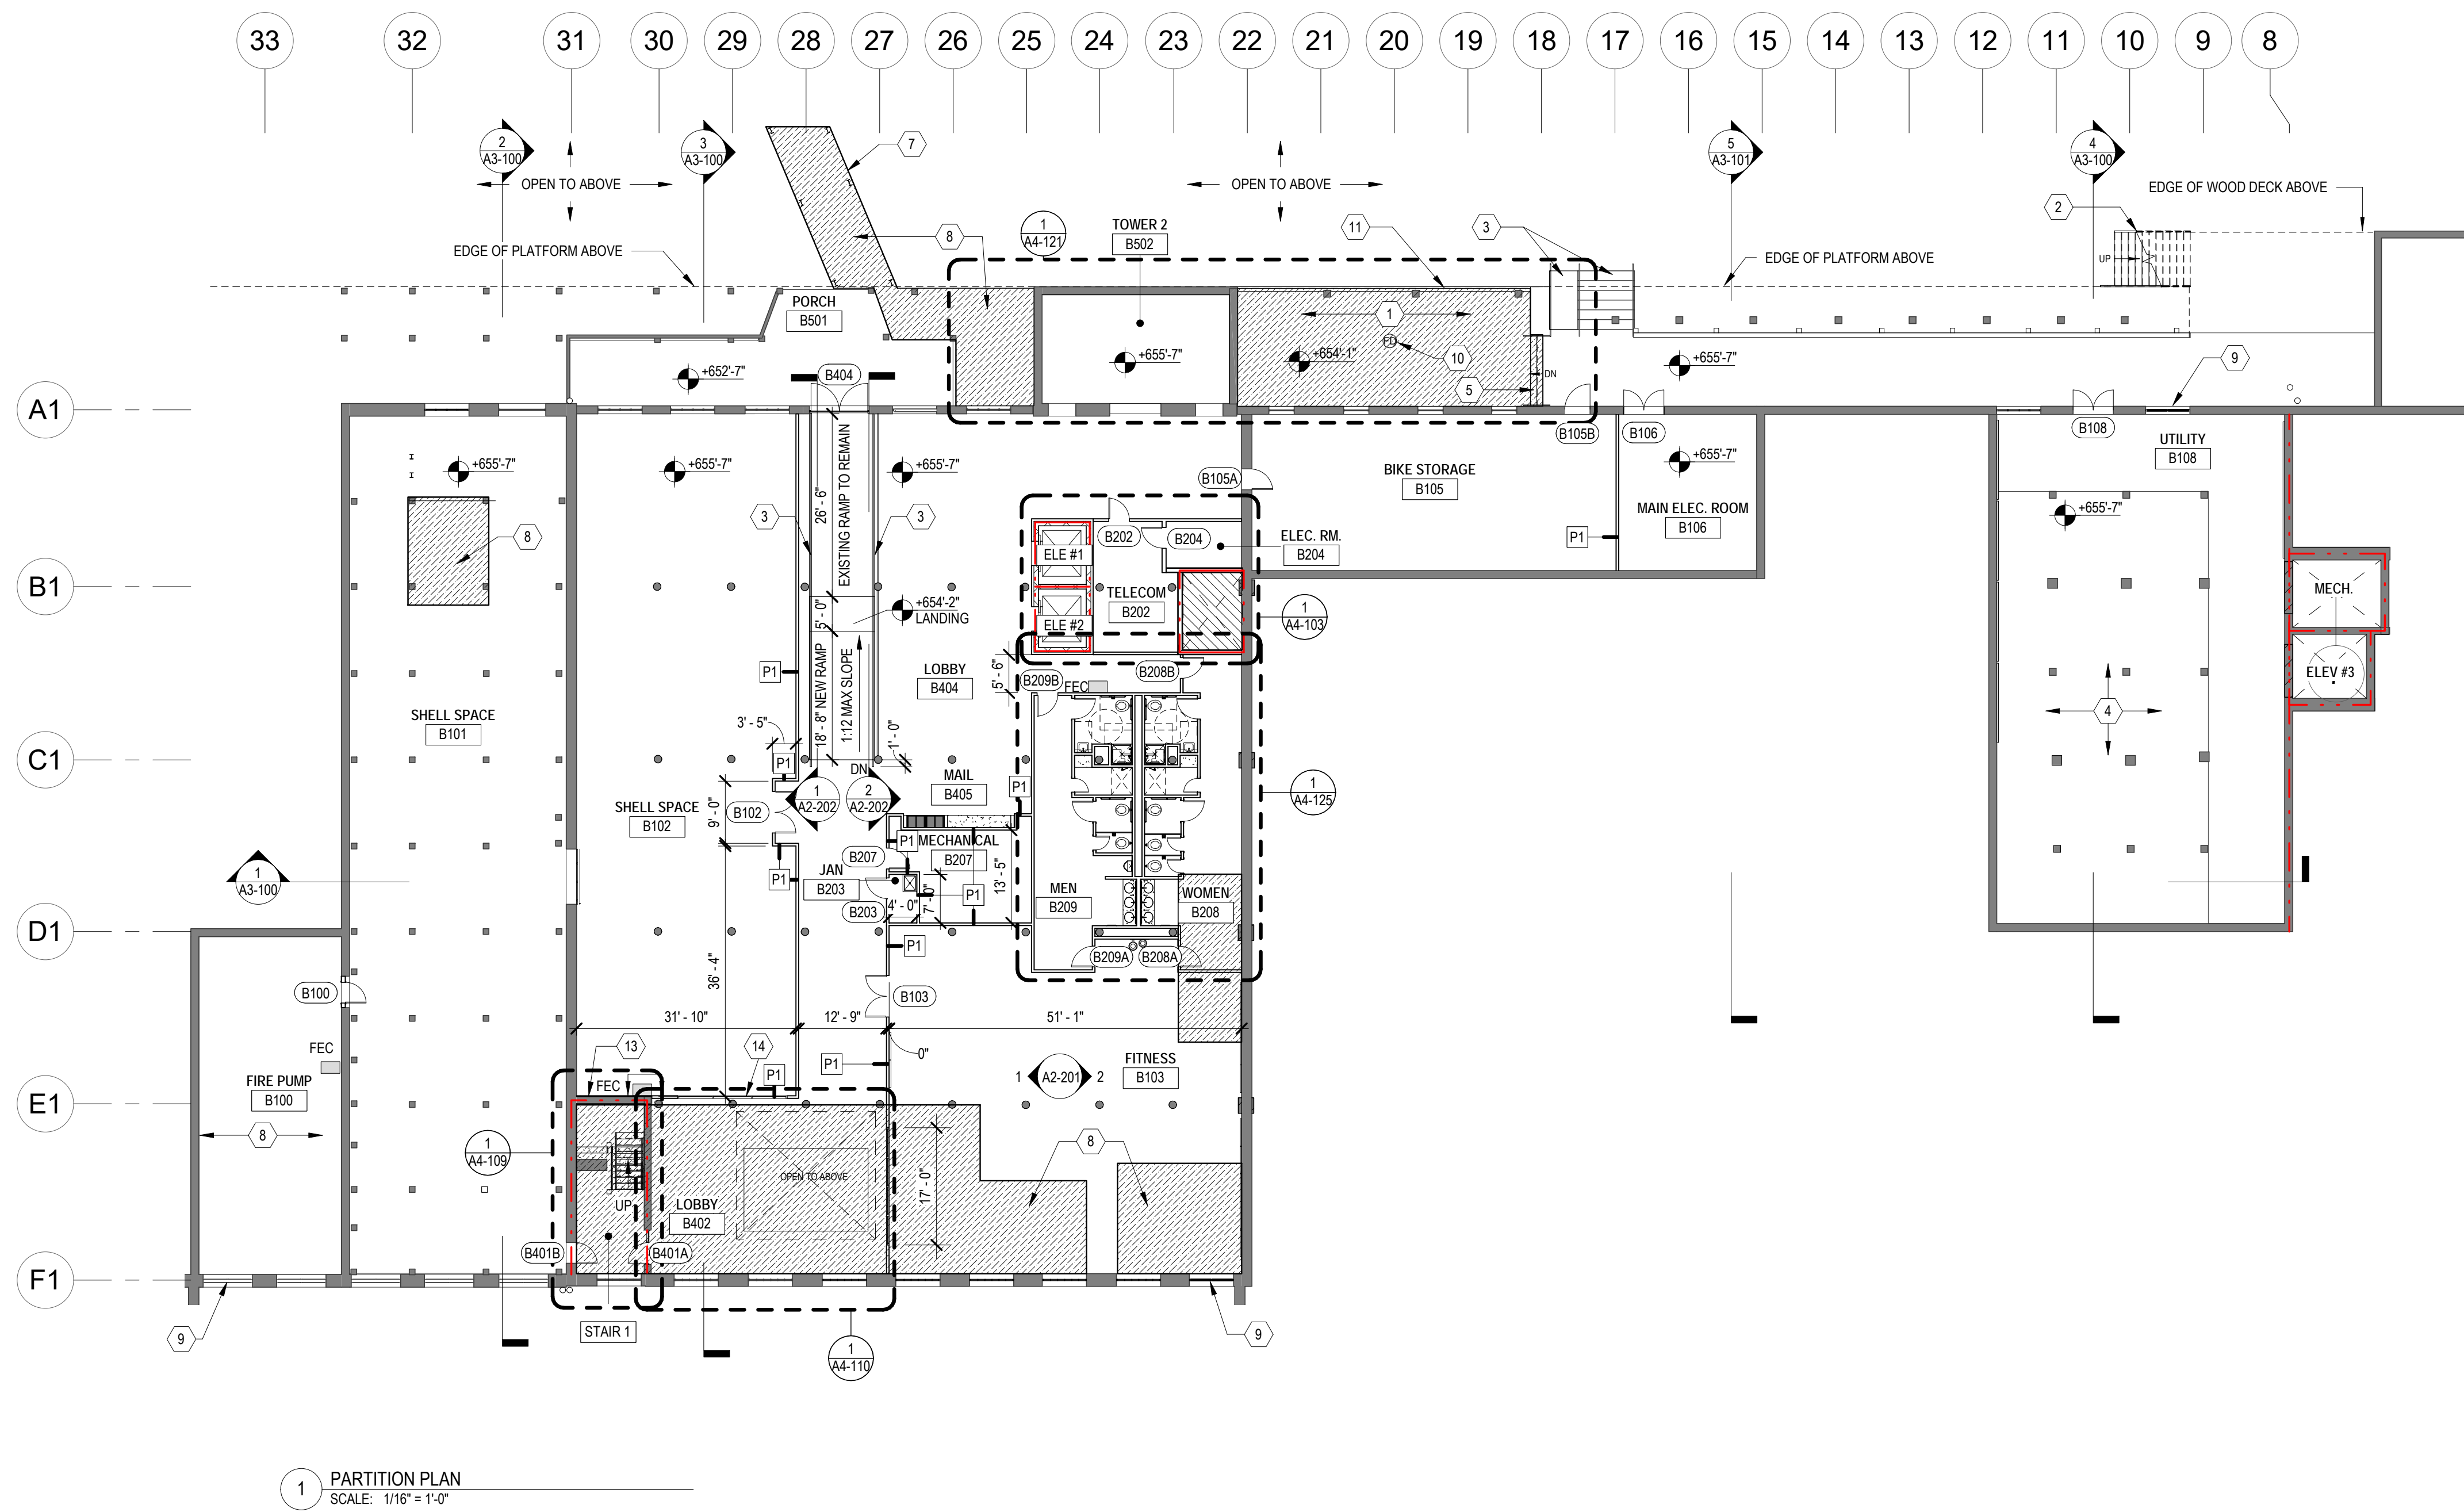 33 32 31 30 29 28 27 26 25 24 23 22 21 20 19 18 17 16 15 14 13 12 11 10 9 8
2
A3-100
3
A3-100
7
5
A3-101
4
A3-100
OPEN TO ABOVE
OPEN TO ABOVE
EDGE OF WOOD DECK ABOVE
2
8
1
A4-121
TOWER 2
B502
11
3
EDGE OF PLATFORM ABOVE
EDGE OF PLATFORM ABOVE
UP
PORCH
B501
1
FD
10
+655'-7"
+654'-1"
+655'-7"
9
+652'-7"
B404
5
DN
A1
B105B
B106
B108
UTILITY
B108
+655'-7"
+655'-7"
+655'-7"
+655'-7"
B105A
BIKE STORAGE
B105
MAIN ELEC. ROOM
B106
+655'-7"
26' - 6"
EXISTING RAMP TO REMAIN
3
3
8
B202
B204
ELEC. RM.
B204
P1
ELE #1
B1
TELECOM
B202
MECH.
+654'-2"
LANDING
5' - 0"
ELE #2
1
A4-103
P1
18' - 8" NEW RAMP
1:12 MAX SLOPE
LOBBY
B404
5' - 6"
B209B
FEC
B208B
ELEV #3
4
SHELL SPACE
B101
3' - 5"
1' - 0"
C1
P1
DN
MAIL
B405
P1
1
A2-202
2
A2-202
1
A4-125
SHELL SPACE
B102
9' - 0"
B102
P1
MECHANICAL
B207
B207
1
A3-100
P1
JAN
B203
13' - 5"
P1
MEN
B209
WOMEN
B208
B203
4' - 0"
7' - 0"
D1
P1
B209A
B208A
36' - 4"
B100
B103
31' - 10"
12' - 9"
51' - 1"
FEC
13
14
0"
P1
FITNESS
B103
1
A2-201
2
FIRE PUMP
B100
FEC
P1
E1
8
8
1
A4-109
OPEN TO ABOVE
17' - 0"
UP
LOBBY
B402
B401B
B401A
F1
9
STAIR 1
9
1
A4-110
1
PARTITION PLAN
SCALE: 1/16" = 1'-0"